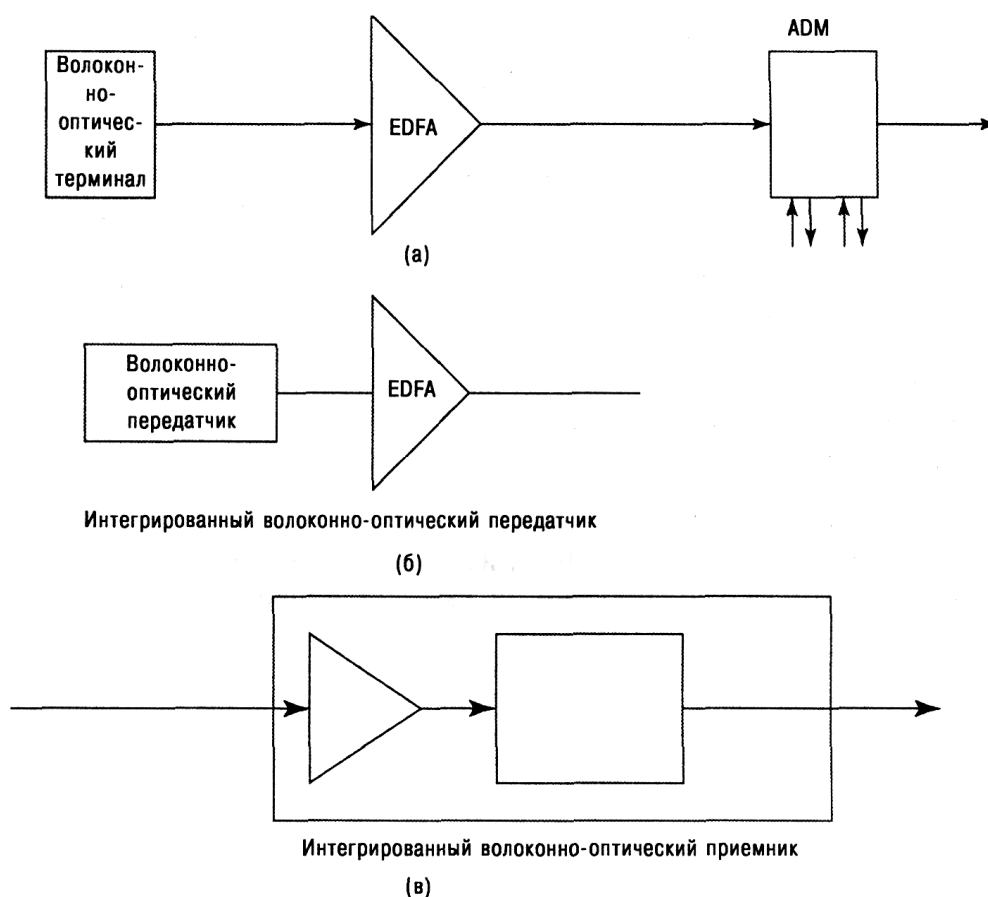 ADM
Волокон-
но-
оптичес-
кий
терминал
EDFA
(а)
Волоконно-
оптический
передатчик
EDFA
Интегрированный волоконно-оптический передатчик
(б)
Интегрированный волоконно-оптический приемник
(в)